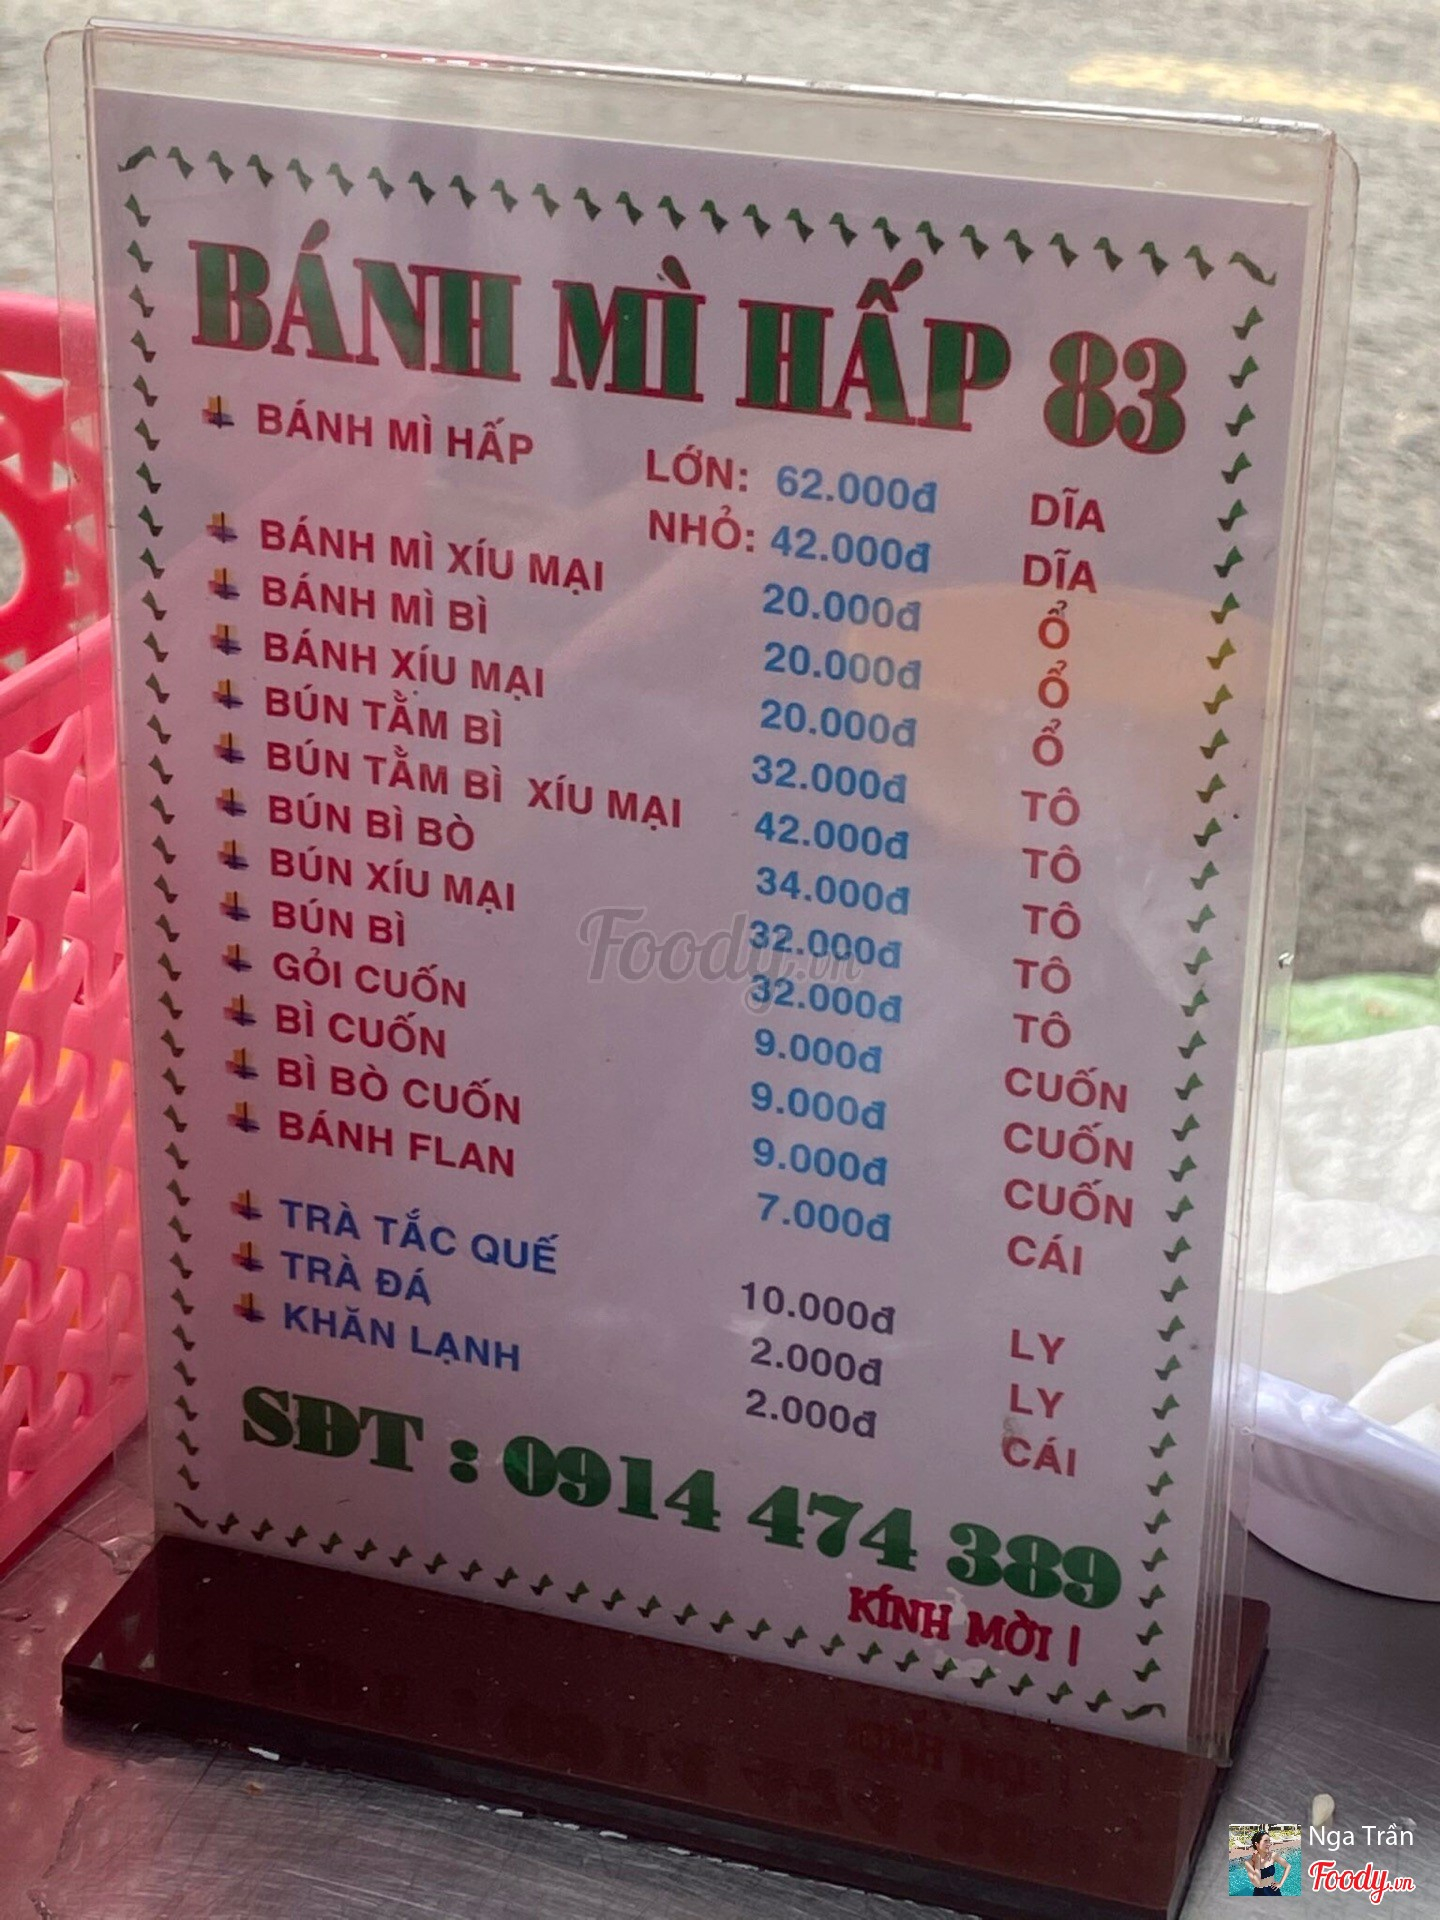 BÁNH MÌ HẤP 83
BÁNH MÌ HẤP LỚN: 62.000đ DĨA
NHỎ: 42.000đ DĨA
BÁNH MÌ XÍU MẠI 20.000đ Ổ
BÁNH MÌ BÌ 20.000đ Ổ
BÁNH XÍU MẠI 20.000đ Ổ
BÚN TẰM BÌ 32.000đ TÔ
BÚN TẰM BÌ XÍU MẠI 42.000đ TÔ
BÚN BÌ BÒ 34.000đ TÔ
BÚN XÍU MẠI 32.000đ TÔ
BÚN BÌ 32.000đ TÔ
GỎI CUỐN 9.000đ CUỐN
BÌ CUỐN 9.000đ CUỐN
BÌ BÒ CUỐN 9.000đ CUỐN
BÁNH FLAN 7.000đ CÁI
TRÀ TẮC QUẾ 10.000đ LY
TRÀ ĐÁ 2.000đ LY
KHĂN LẠNH 2.000đ CÁI
SĐT : 0914 474 389
KÍNH MỜI !
Foody.vn
Nga Trần
Foody.vn